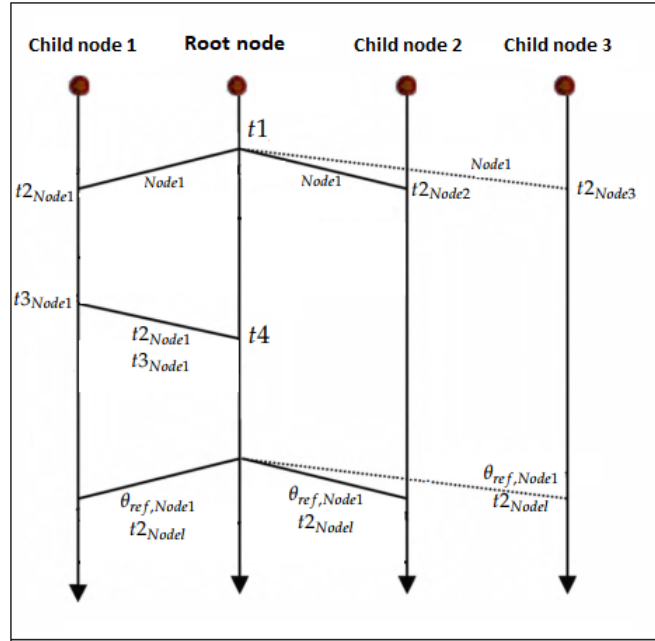 Child node 1 Root node Child node 2 Child node 3
t1
Node1 Node1 Node1
t2Node1 t2Node2 t2Node3
t3Node1
t2Node1 t4
t3Node1
θref,Node1 θref,Node1 θref,Node1
t2Nodel t2Nodel t2Nodel